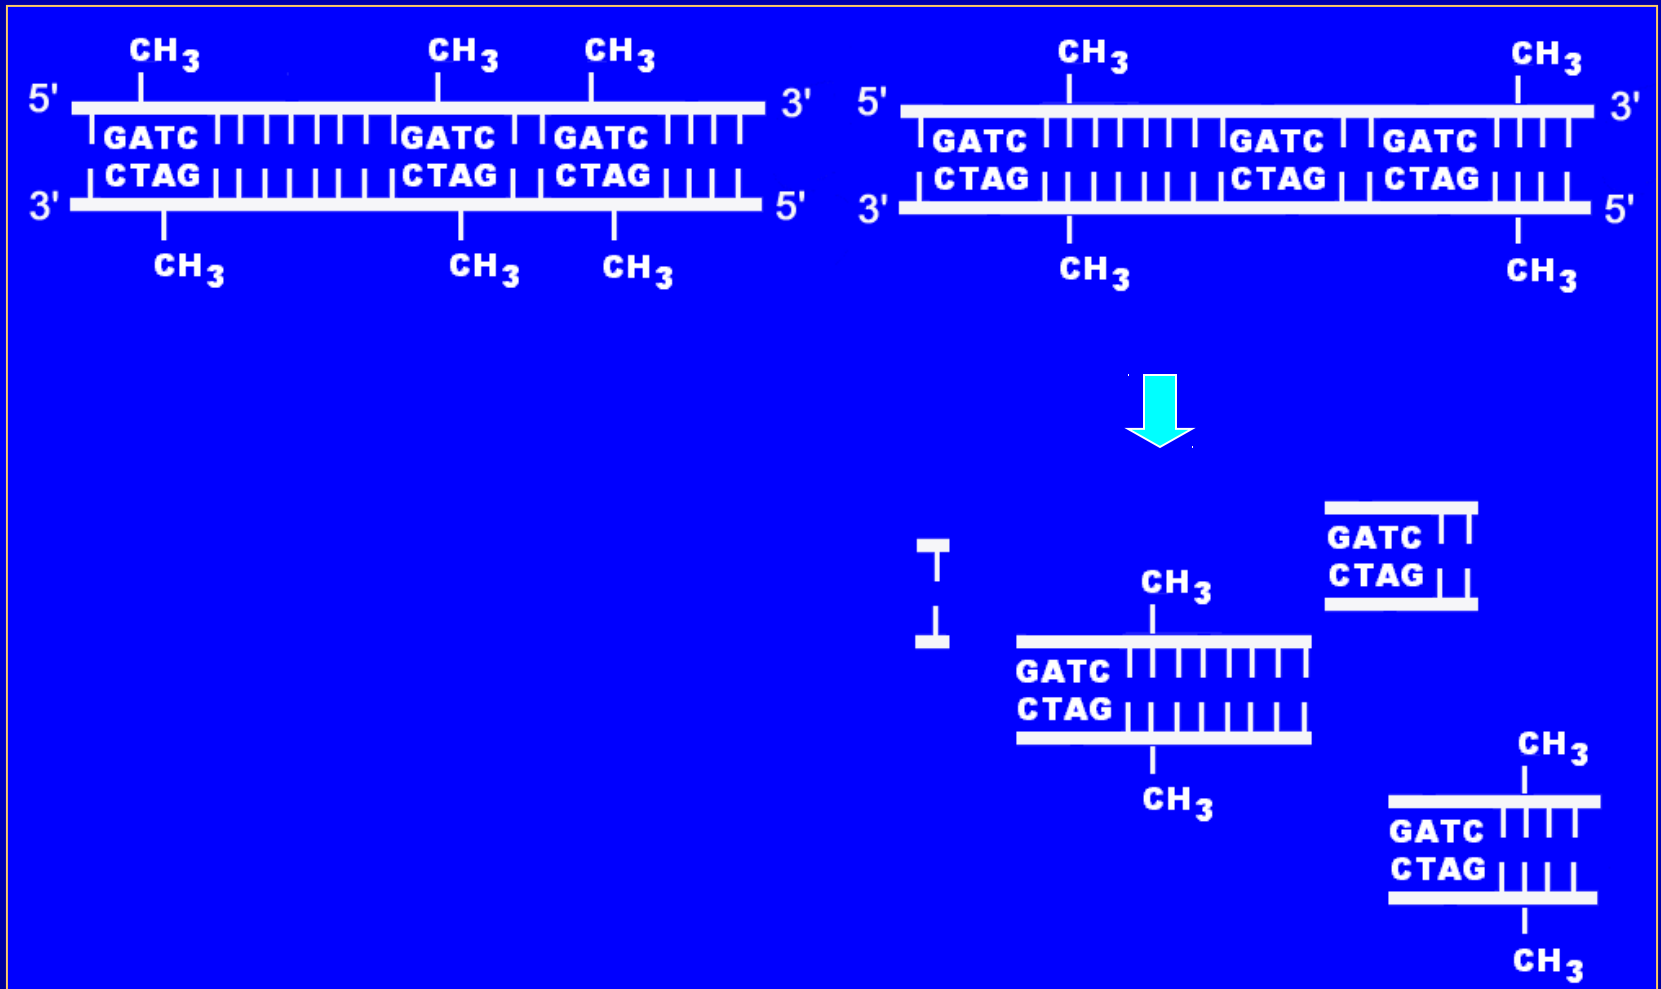 CH3 CH3 CH3
5' 3'
GATC GATC GATC
CTAG CTAG CTAG
3' 5'
CH3 CH3 CH3
CH3 CH3
5' 3'
GATC GATC GATC
CTAG CTAG CTAG
3' 5'
CH3 CH3
GATC
CTAG
CH3
GATC
CTAG
CH3
CH3
GATC
CTAG
CH3